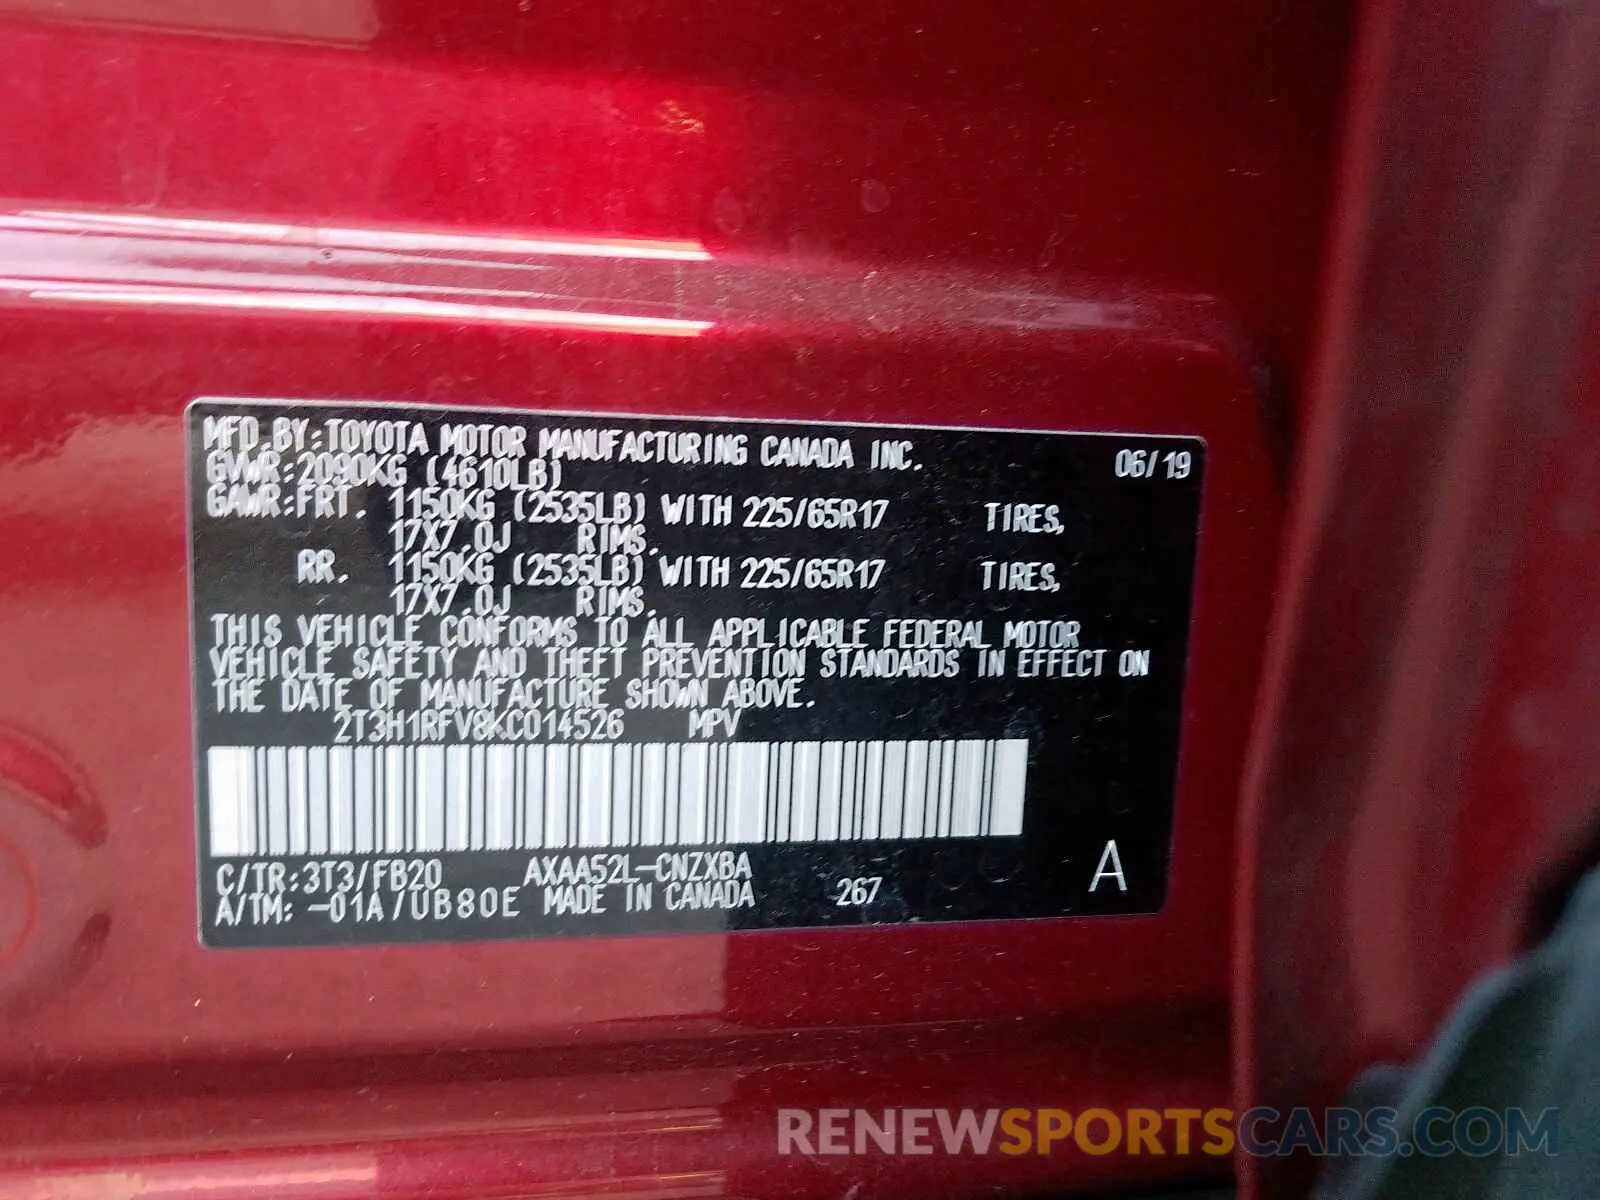 MFD.BY:TOYOTA MOTOR MANUFACTURING CANADA INC. 06/19
GVWR:2090KG (4610LB)
GAWR:FRT. 1150KG (2535LB) WITH 225/65R17 TIRES,
17X7.0J RIMS.
RR. 1150KG (2535LB) WITH 225/65R17 TIRES,
17X7.0J RIMS.
THIS VEHICLE CONFORMS TO ALL APPLICABLE FEDERAL MOTOR
VEHICLE SAFETY AND THEFT PREVENTION STANDARDS IN EFFECT ON
THE DATE OF MANUFACTURE SHOWN ABOVE.
2T3H1RFV8KC014526 MPV
C/TR:3T3/FB20 AXAA52L-CNZXBA
A/TM:-01A/UB80E MADE IN CANADA 267 A
RENEWSPORTSCARS.COM